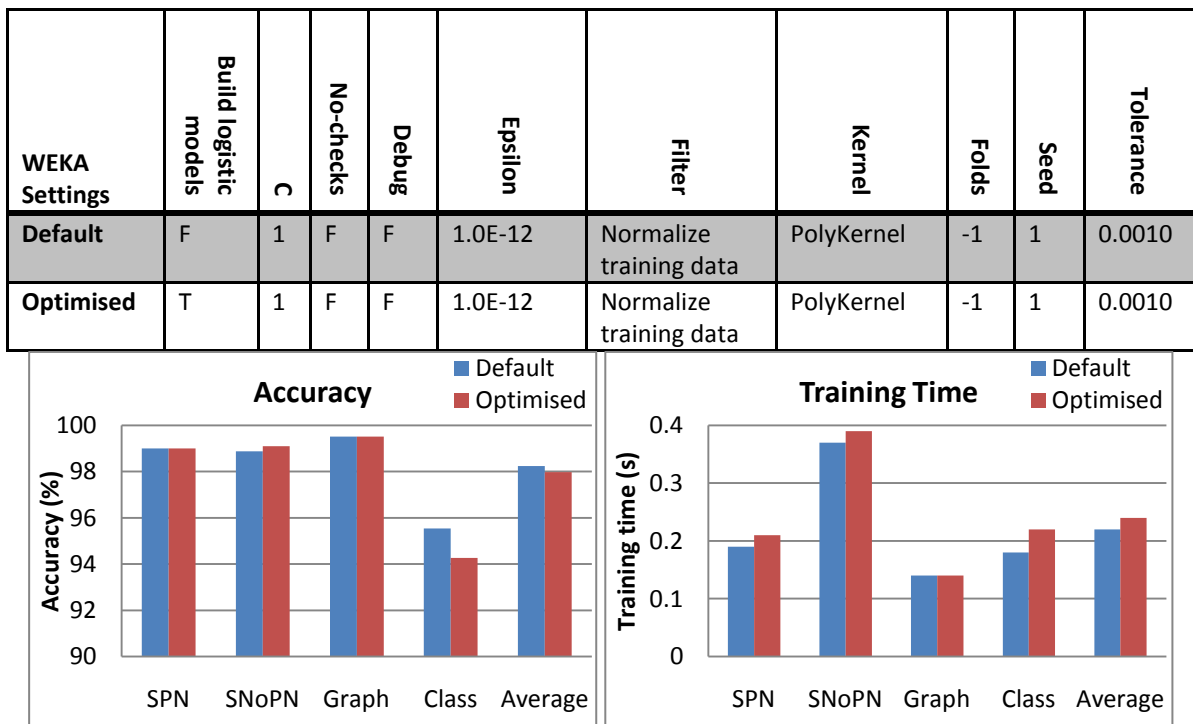 WEKA
Settings
Build logistic
models
C
No-checks
Debug
Epsilon
Filter
Kernel
Folds
Seed
Tolerance
Default F 1 F F 1.0E-12 Normalize training data PolyKernel -1 1 0.0010
Optimised T 1 F F 1.0E-12 Normalize training data PolyKernel -1 1 0.0010
Accuracy
Default
Optimised
Accuracy (%)
100
98
96
94
92
90
SPN SNoPN Graph Class Average
Training Time
Default
Optimised
Training time (s)
0.4
0.3
0.2
0.1
0
SPN SNoPN Graph Class Average